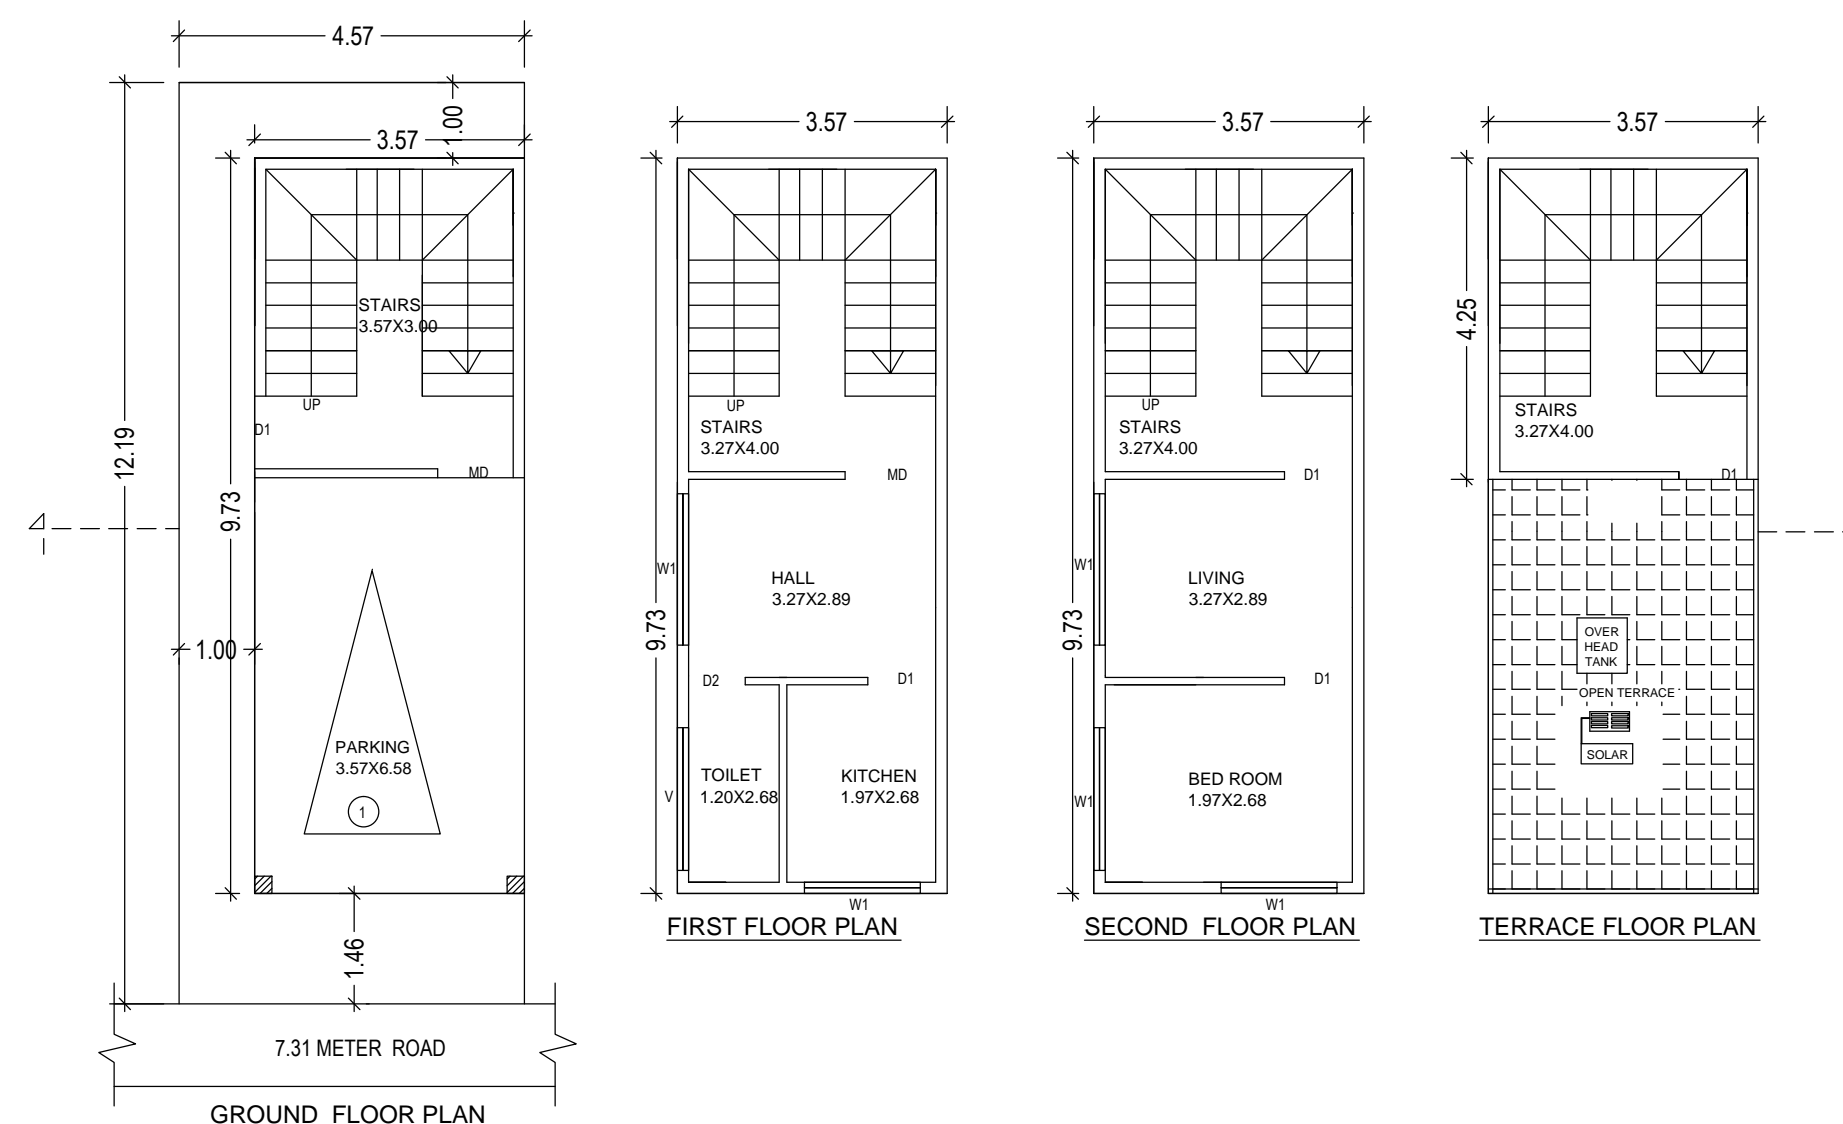 4.57
1.00
3.57
12.19
9.73
STAIRS
3.57X3.00
UP
D1
MD
1.00
PARKING
3.57X6.58
1
1.46
7.31 METER ROAD
GROUND FLOOR PLAN
3.57
9.73
UP
STAIRS
3.27X4.00
MD
W1
HALL
3.27X2.89
D2
D1
V
TOILET
1.20X2.68
KITCHEN
1.97X2.68
W1
FIRST FLOOR PLAN
3.57
9.73
UP
STAIRS
3.27X4.00
D1
W1
LIVING
3.27X2.89
D1
W1
BED ROOM
1.97X2.68
W1
SECOND FLOOR PLAN
3.57
4.25
STAIRS
3.27X4.00
D1
OVER
HEAD
TANK
OPEN TERRACE
SOLAR
TERRACE FLOOR PLAN